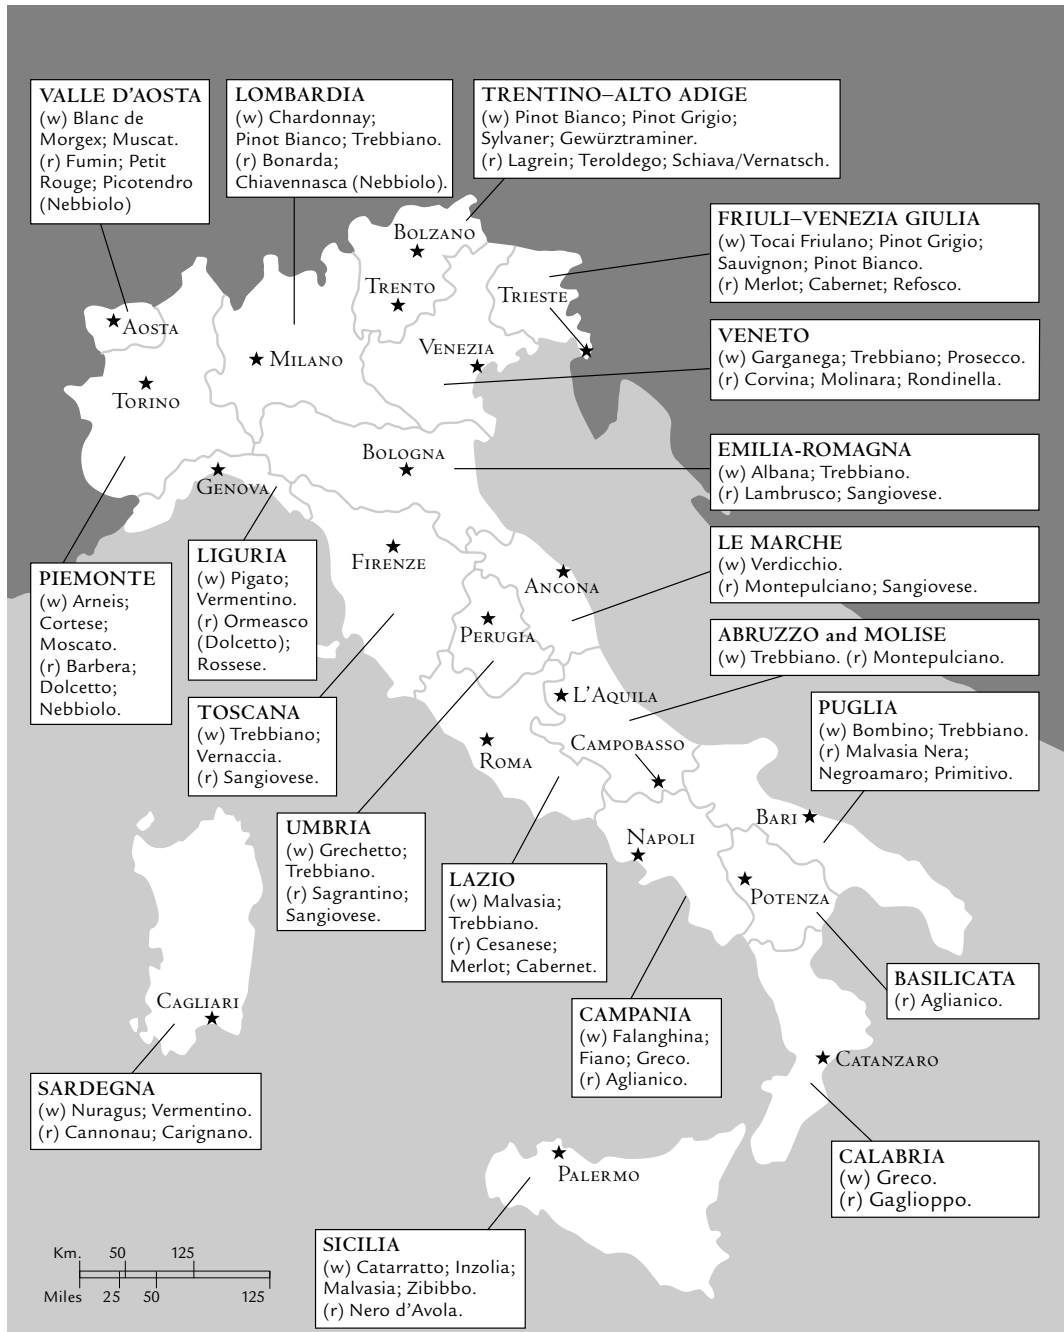 VALLE D'AOSTA
(w) Blanc de
Morgex; Muscat.
(r) Fumin; Petit
Rouge; Picotendro
(Nebbiolo)
LOMBARDIA
(w) Chardonnay;
Pinot Bianco; Trebbiano.
(r) Bonarda;
Chiavennasca (Nebbiolo).
TRENTINO–ALTO ADIGE
(w) Pinot Bianco; Pinot Grigio;
Sylvaner; Gewürztraminer.
(r) Lagrein; Teroldego; Schiava/Vernatsch.
FRIULI–VENEZIA GIULIA
(w) Tocai Friulano; Pinot Grigio;
Sauvignon; Pinot Bianco.
(r) Merlot; Cabernet; Refosco.
VENETO
(w) Garganega; Trebbiano; Prosecco.
(r) Corvina; Molinara; Rondinella.
EMILIA-ROMAGNA
(w) Albana; Trebbiano.
(r) Lambrusco; Sangiovese.
LE MARCHE
(w) Verdicchio.
(r) Montepulciano; Sangiovese.
ABRUZZO and MOLISE
(w) Trebbiano. (r) Montepulciano.
PUGLIA
(w) Bombino; Trebbiano.
(r) Malvasia Nera;
Negroamaro; Primitivo.
BOLZANO
TRENTO
TRIESTE
AOSTA
VENEZIA
MILANO
TORINO
BOLOGNA
GENOVA
FIRENZE
ANCONA
PERUGIA
L'AQUILA
ROMA
CAMPOBASSO
BARI
NAPOLI
POTENZA
CAGLIARI
CATANZARO
PALERMO
PIEMONTE
(w) Arneis;
Cortese;
Moscato.
(r) Barbera;
Dolcetto;
Nebbiolo.
LIGURIA
(w) Pigato;
Vermentino.
(r) Ormeasco
(Dolcetto);
Rossese.
TOSCANA
(w) Trebbiano;
Vernaccia.
(r) Sangiovese.
UMBRIA
(w) Grechetto;
Trebbiano.
(r) Sagrantino;
Sangiovese.
LAZIO
(w) Malvasia;
Trebbiano.
(r) Cesanese;
Merlot; Cabernet.
CAMPANIA
(w) Falanghina;
Fiano; Greco.
(r) Aglianico.
BASILICATA
(r) Aglianico.
SARDEGNA
(w) Nuragus; Vermentino.
(r) Cannonau; Carignano.
CALABRIA
(w) Greco.
(r) Gaglioppo.
SICILIA
(w) Catarratto; Inzolia;
Malvasia; Zibibbo.
(r) Nero d'Avola.
Km. 50 125
Miles 25 50 125